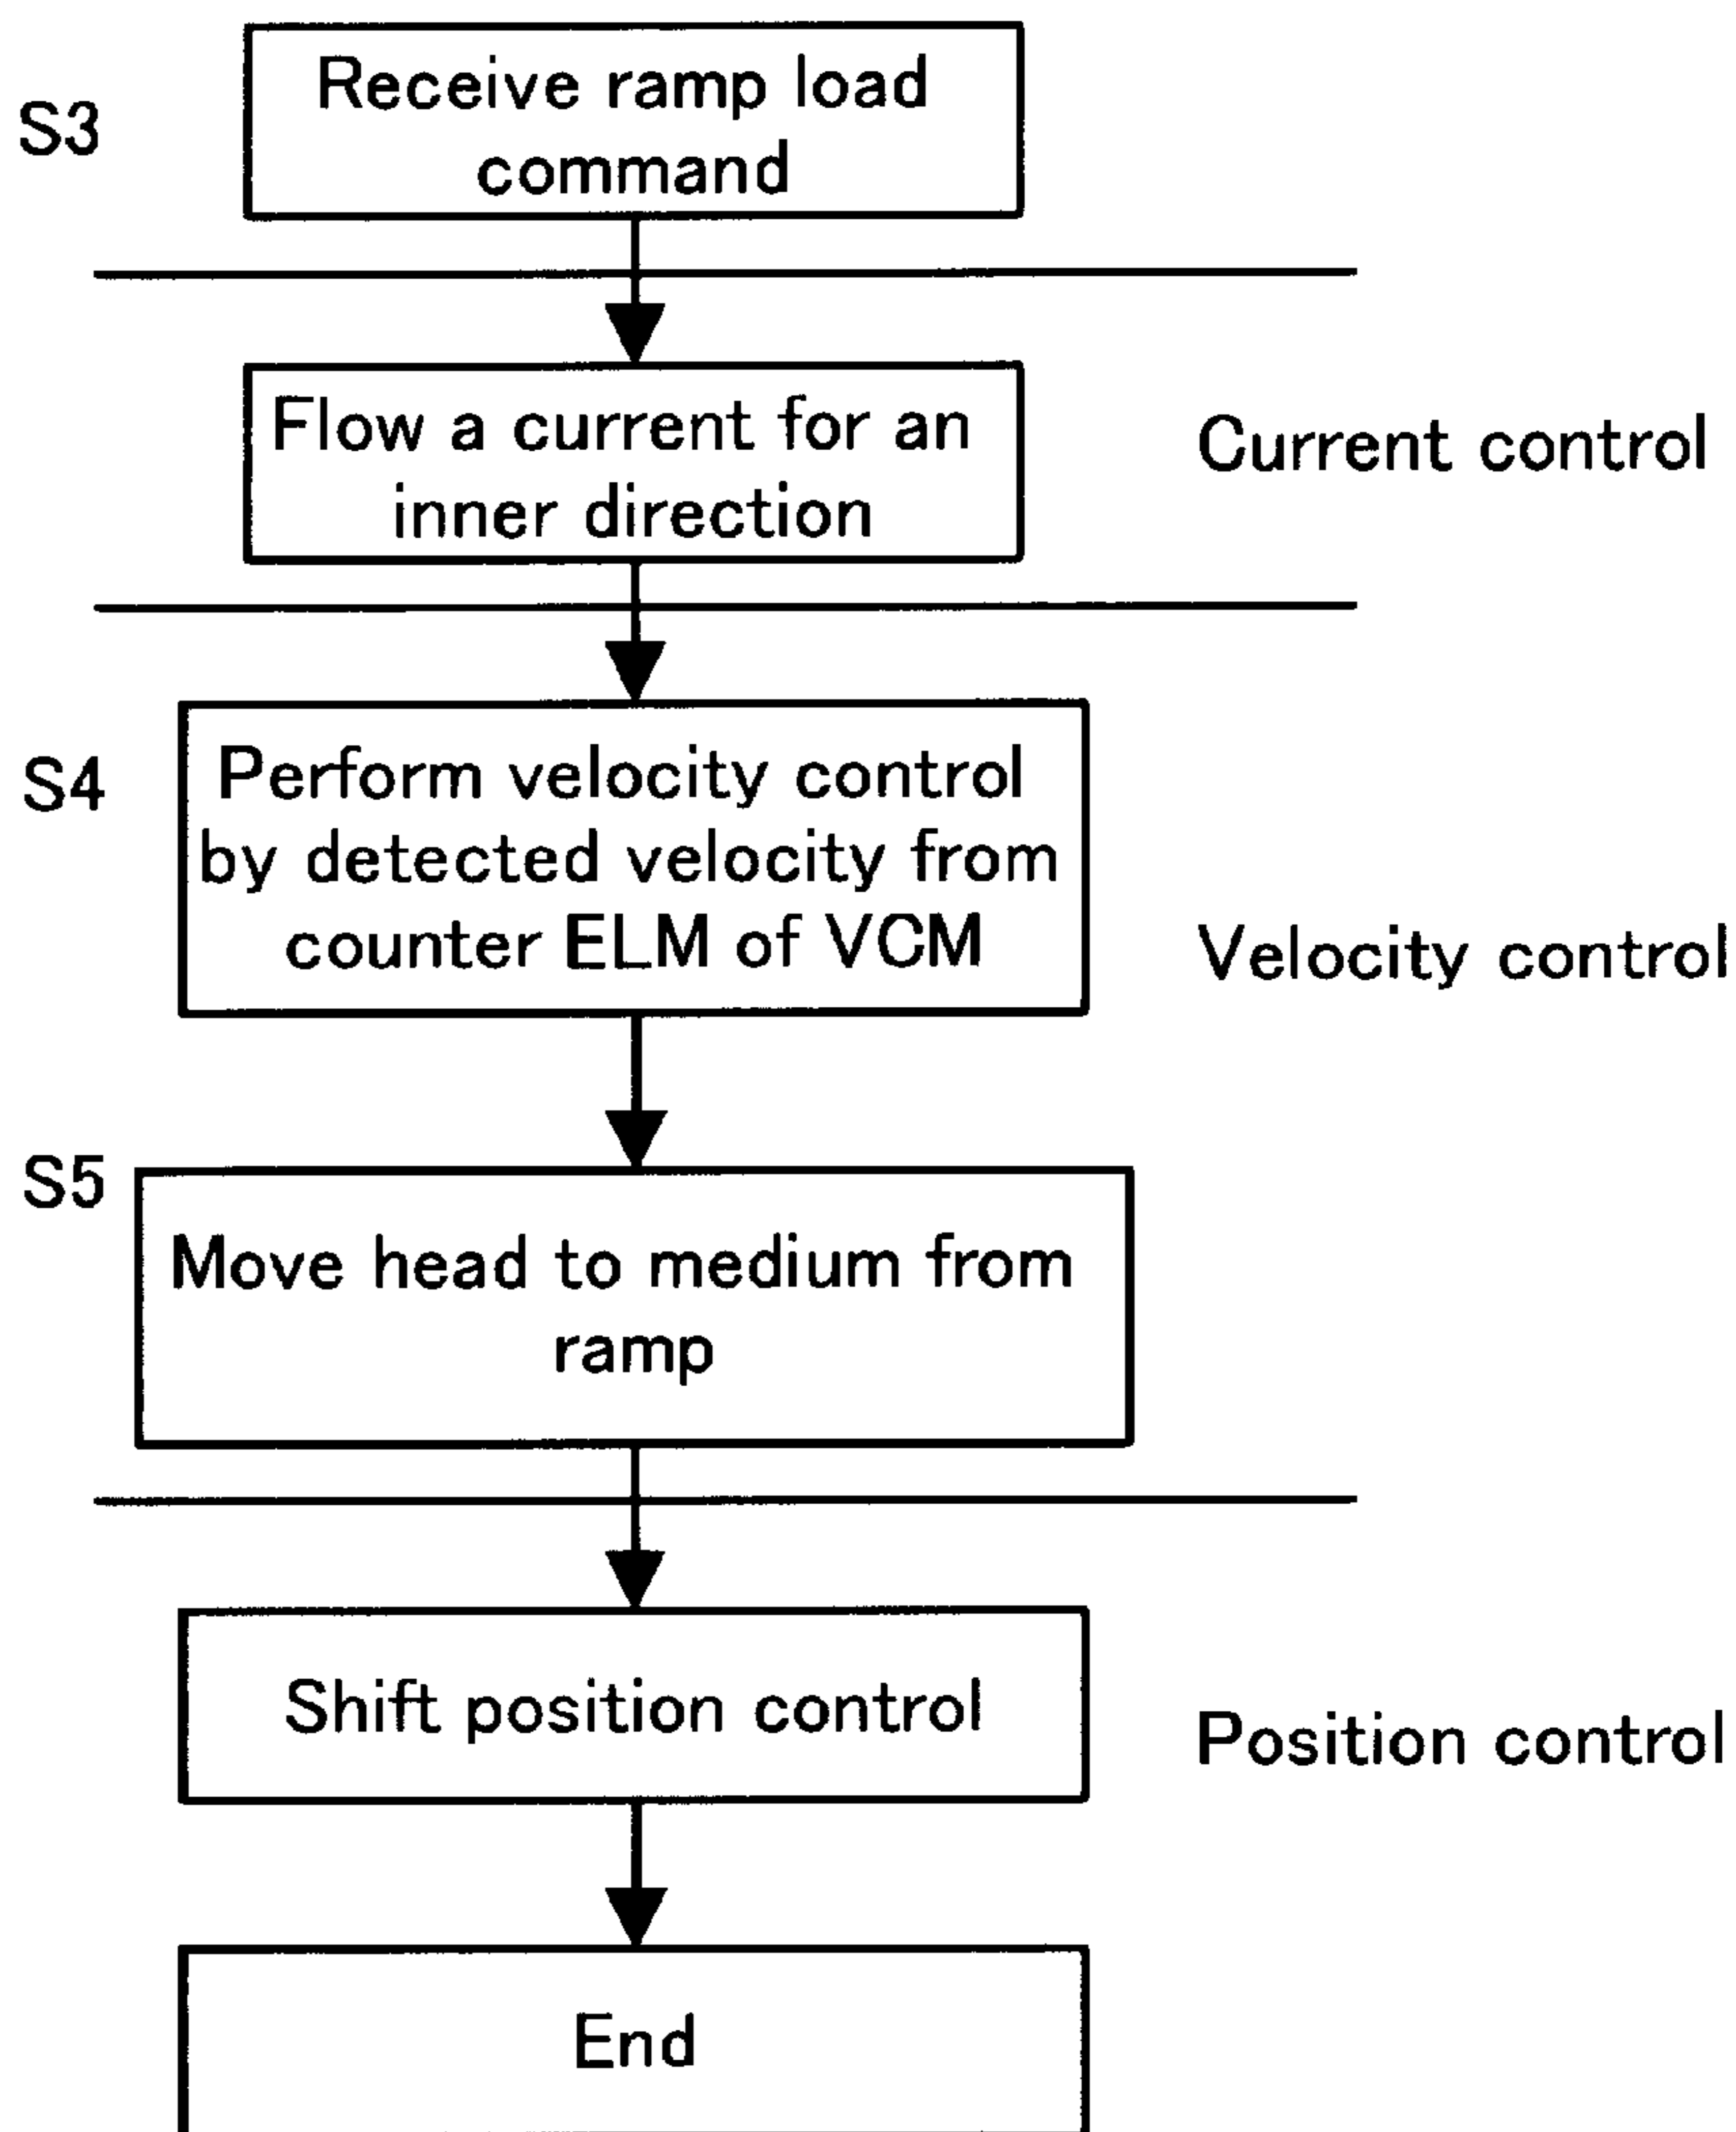 S3
Receive ramp load
command
Flow a current for an
inner direction
Current control
S4
Perform velocity control
by detected velocity from
counter ELM of VCM
Velocity control
S5
Move head to medium from
ramp
Shift position control
Position control
End